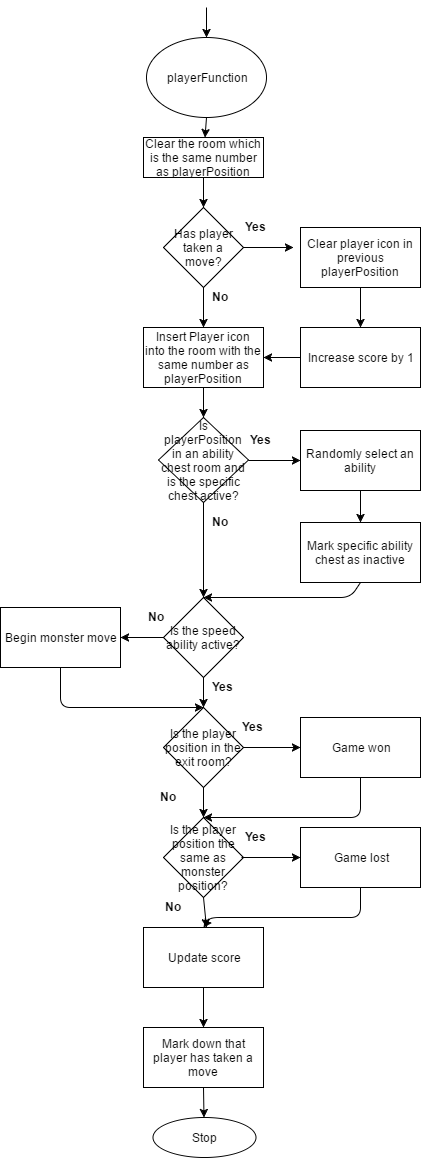 playerFunction
Clear the room which
is the same number
as playerPosition
Has player
taken a
move?
Yes
Clear player icon in
previous
playerPosition
No
Insert Player icon
into the room with the
same number as
playerPosition
Increase score by 1
Is
playerPosition
in an ability
chest room and
is the specific
chest active?
Yes
Randomly select an
ability
No
Mark specific ability
chest as inactive
No
Is the speed
ability active?
Begin monster move
Yes
Is the player
position in the
exit room?
Yes
Game won
No
Is the player
position the
same as
monster
position?
Yes
Game lost
No
Update score
Mark down that
player has taken a
move
Stop